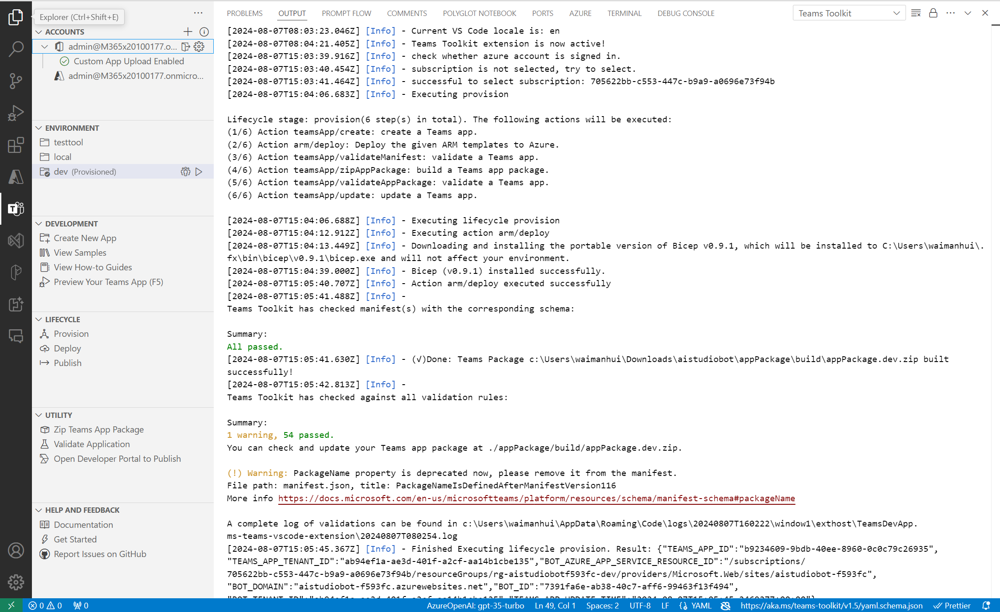 Explorer (Ctrl+Shift+E)
ACCOUNTS
admin@M365x20100177.o...
Custom App Upload Enabled
admin@M365x20100177.onmicro...
ENVIRONMENT
testtool
local
dev (Provisioned)
DEVELOPMENT
Create New App
View Samples
View How-to Guides
Preview Your Teams App (F5)
LIFECYCLE
Provision
Deploy
Publish
UTILITY
Zip Teams App Package
Validate Application
Open Developer Portal to Publish
HELP AND FEEDBACK
Documentation
Get Started
Report Issues on GitHub
PROBLEMS OUTPUT PROMPT FLOW COMMENTS POLYGLOT NOTEBOOK PORTS AZURE TERMINAL DEBUG CONSOLE Teams Toolkit
[2024-08-07T08:03:23.046Z] [Info] - Current VS Code locale is: en
[2024-08-07T08:04:21.405Z] [Info] - Teams Toolkit extension is now active!
[2024-08-07T15:03:39.916Z] [Info] - check whether azure account is signed in.
[2024-08-07T15:03:40.454Z] [Info] - subscription is not selected, try to select.
[2024-08-07T15:03:41.464Z] [Info] - successful to select subscription: 705622bb-c553-447c-b9a9-a0696e73f94b
[2024-08-07T15:04:06.683Z] [Info] - Executing provision
Lifecycle stage: provision(6 step(s) in total). The following actions will be executed:
(1/6) Action teamsApp/create: create a Teams app.
(2/6) Action arm/deploy: Deploy the given ARM templates to Azure.
(3/6) Action teamsApp/validateManifest: validate a Teams app.
(4/6) Action teamsApp/zipAppPackage: build a Teams app package.
(5/6) Action teamsApp/validateAppPackage: validate a Teams app.
(6/6) Action teamsApp/update: update a Teams app.
[2024-08-07T15:04:06.688Z] [Info] - Executing lifecycle provision
[2024-08-07T15:04:12.912Z] [Info] - Executing action arm/deploy
[2024-08-07T15:04:13.449Z] [Info] - Downloading and installing the portable version of Bicep v0.9.1, which will be installed to C:\Users\waimanhui\.
fx\bin\bicep\v0.9.1\bicep.exe and will not affect your environment.
[2024-08-07T15:04:39.000Z] [Info] - Bicep (v0.9.1) installed successfully.
[2024-08-07T15:05:40.707Z] [Info] - Action arm/deploy executed successfully
[2024-08-07T15:05:41.488Z] [Info] -
Teams Toolkit has checked manifest(s) with the corresponding schema:
Summary:
All passed.
[2024-08-07T15:05:41.630Z] [Info] - (√)Done: Teams Package c:\Users\waimanhui\Downloads\aistudiobot\appPackage\build\appPackage.dev.zip built
successfully!
[2024-08-07T15:05:42.813Z] [Info] -
Teams Toolkit has checked against all validation rules:
Summary:
1 warning, 54 passed.
You can check and update your Teams app package at ./appPackage/build/appPackage.dev.zip.
(!) Warning: PackageName property is deprecated now, please remove it from the manifest.
File path: manifest.json, title: PackageNameIsDefinedAfterManifestVersion116
More info https://docs.microsoft.com/en-us/microsoftteams/platform/resources/schema/manifest-schema#packageName
A complete log of validations can be found in c:\Users\waimanhui\AppData\Roaming\Code\logs\20240807T160222\window1\exthost\TeamsDevApp.
ms-teams-vscode-extension\20240807T080254.log
[2024-08-07T15:05:45.367Z] [Info] - Finished Executing lifecycle provision. Result: {"TEAMS_APP_ID":"b9234609-9bdb-40ee-8960-0c0c79c26935",
"TEAMS_APP_TENANT_ID":"ab94ef1a-ae3d-401f-a2cf-aa14b1cbe135","BOT_AZURE_APP_SERVICE_RESOURCE_ID":"/subscriptions/
705622bb-c553-447c-b9a9-a0696e73f94b/resourceGroups/rg-aistudiobotf593fc-dev/providers/Microsoft.Web/sites/aistudiobot-f593fc",
"BOT_DOMAIN":"aistudiobot-f593fc.azurewebsites.net","BOT_ID":"7391fa6e-ab38-40c7-aff6-99463f13f494",
0 0 0 AzureOpenAI: gpt-35-turbo Ln 49, Col 1 Spaces: 2 UTF-8 LF YAML https://aka.ms/teams-toolkit/v1.5/yaml.schema.json Prettier